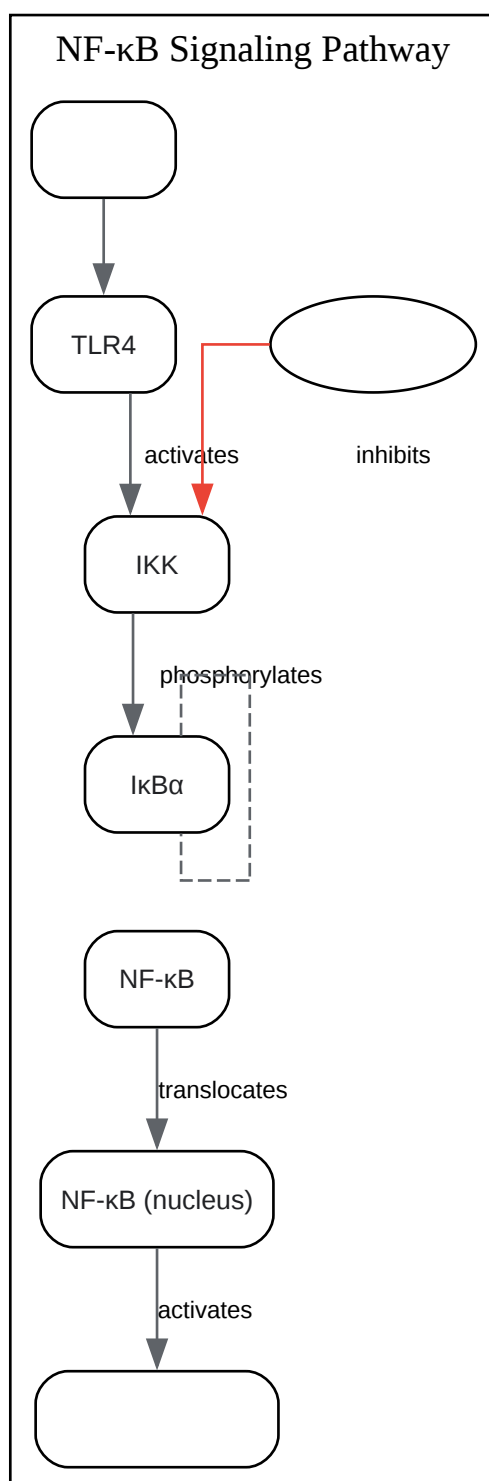 NF-κB Signaling Pathway
TLR4
activates
inhibits
IKK
phosphorylates
IκBα
NF-κB
translocates
NF-κB (nucleus)
activates